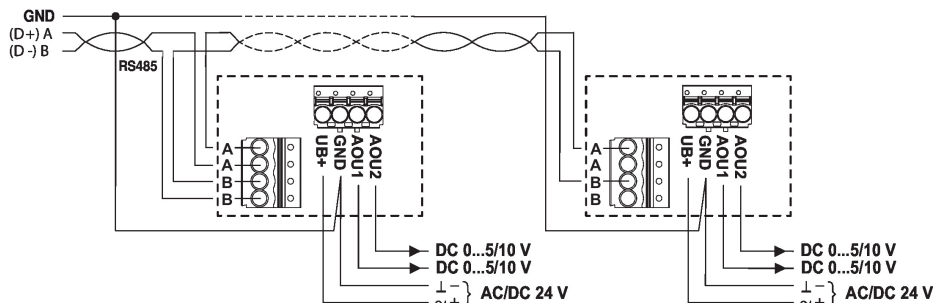 GND
(D+) A
(D -) B
RS485
A
A
B
B
UB+
GND
AOU1
AOU2
A
A
B
B
UB+
GND
AOU1
AOU2
DC 0...5/10 V
DC 0...5/10 V
⊥ –
~/+
AC/DC 24 V
DC 0...5/10 V
DC 0...5/10 V
⊥ –
~/+
AC/DC 24 V